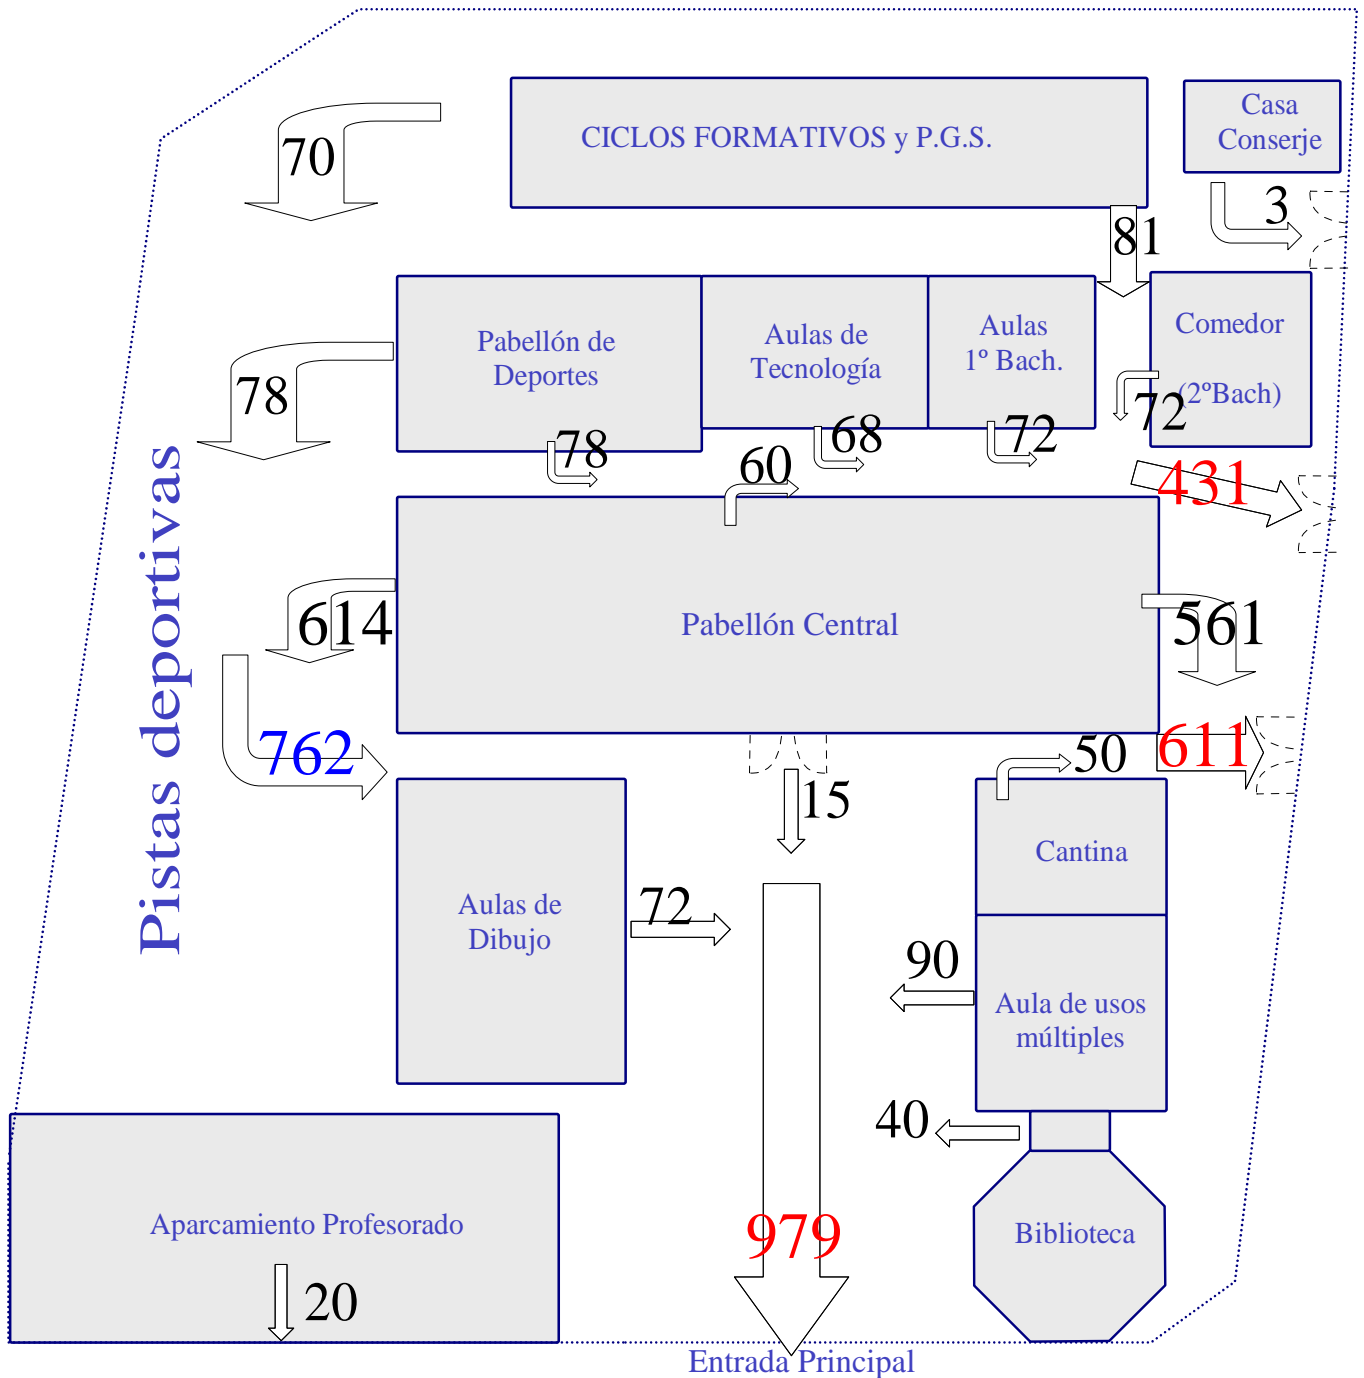 CICLOS FORMATIVOS y P.G.S.
Casa
Conserje
70
3
81
Pabellón de
Deportes
Aulas de
Tecnología
Aulas
1º Bach.
Comedor
(2ºBach)
78
78
60
68
72
72
431
Pistas deportivas
Pabellón Central
614
561
762
611
50
15
Cantina
Aulas de
Dibujo
72
90
Aula de usos
múltiples
40
Aparcamiento Profesorado
20
979
Biblioteca
Entrada Principal